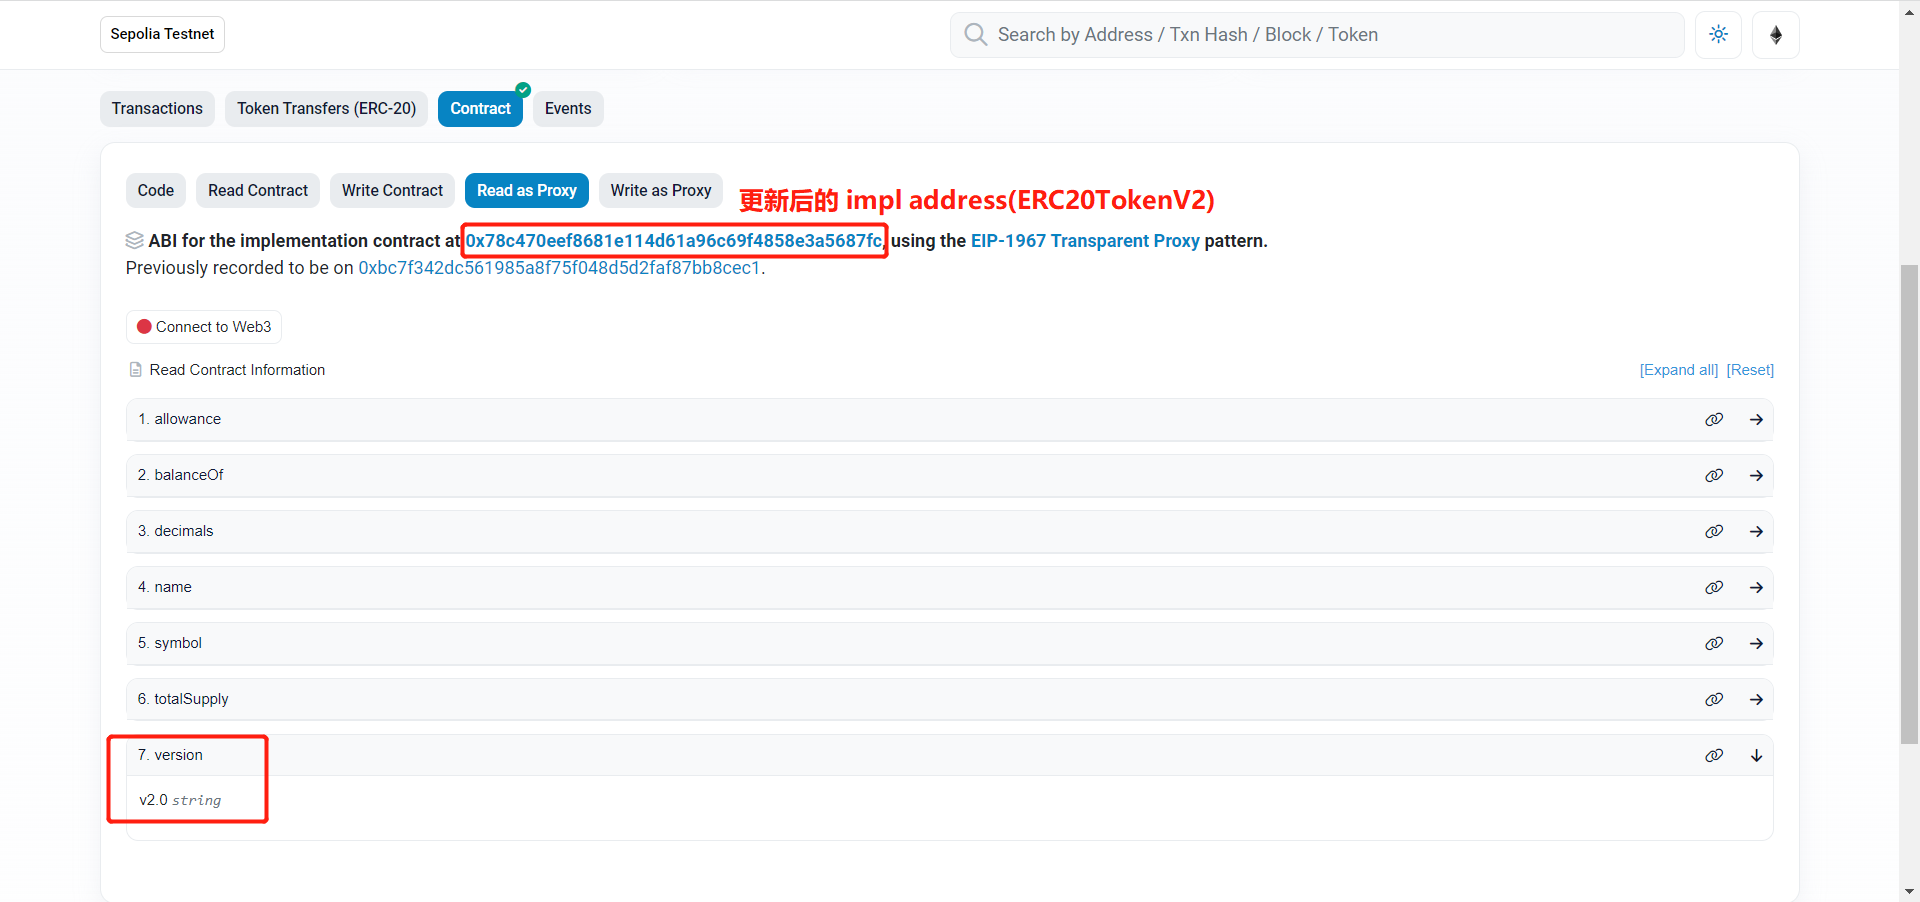 Sepolia Testnet
Search by Address / Txn Hash / Block / Token
Transactions
Token Transfers (ERC-20)
Contract
Events
Code
Read Contract
Write Contract
Read as Proxy
Write as Proxy
更新后的 impl address(ERC20TokenV2)
ABI for the implementation contract at 0x78c470eef8681e114d61a96c69f4858e3a5687fc, using the EIP-1967 Transparent Proxy pattern.
Previously recorded to be on 0xbc7f342dc561985a8f75f048d5d2faf87bb8cec1.
Connect to Web3
Read Contract Information
[Expand all] [Reset]
1. allowance
2. balanceOf
3. decimals
4. name
5. symbol
6. totalSupply
7. version
v2.0 string